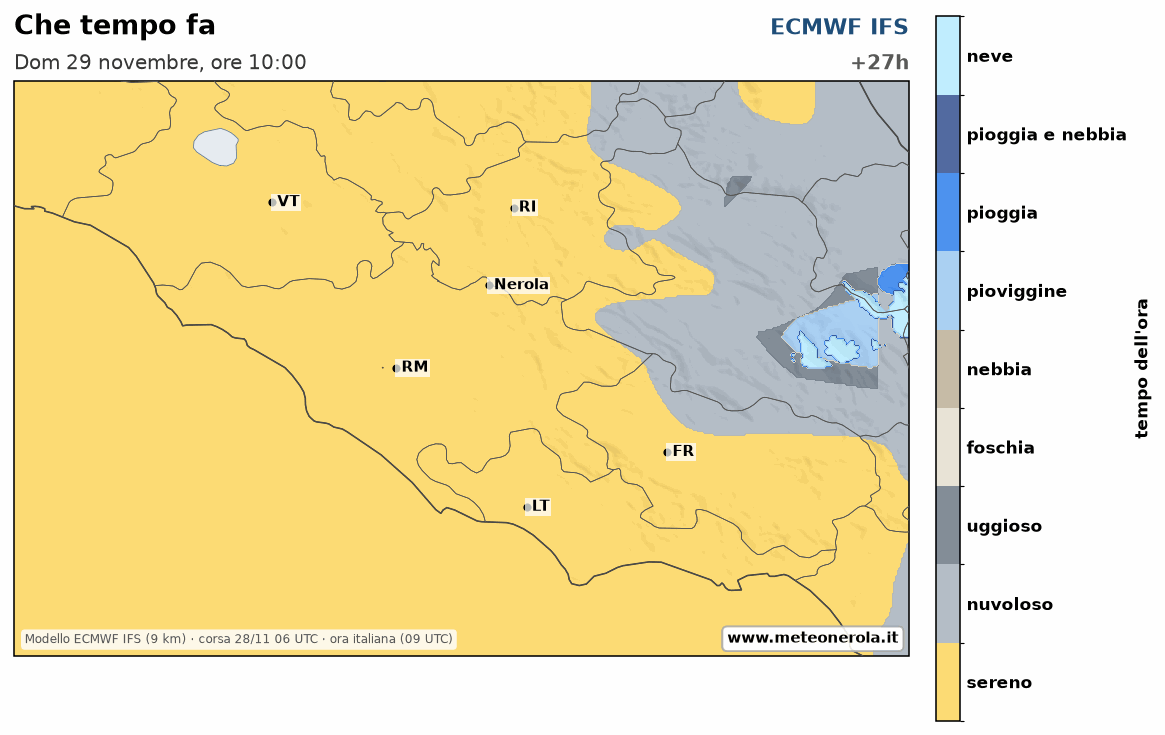 Che tempo fa
ECMWF IFS
Dom 29 novembre, ore 10:00
+27h
neve
pioggia e nebbia
pioggia
pioviggine
nebbia
foschia
uggioso
nuvoloso
sereno
tempo dell'ora
VT
RI
Nerola
RM
FR
LT
Modello ECMWF IFS (9 km) · corsa 28/11 06 UTC · ora italiana (09 UTC)
www.meteonerola.it